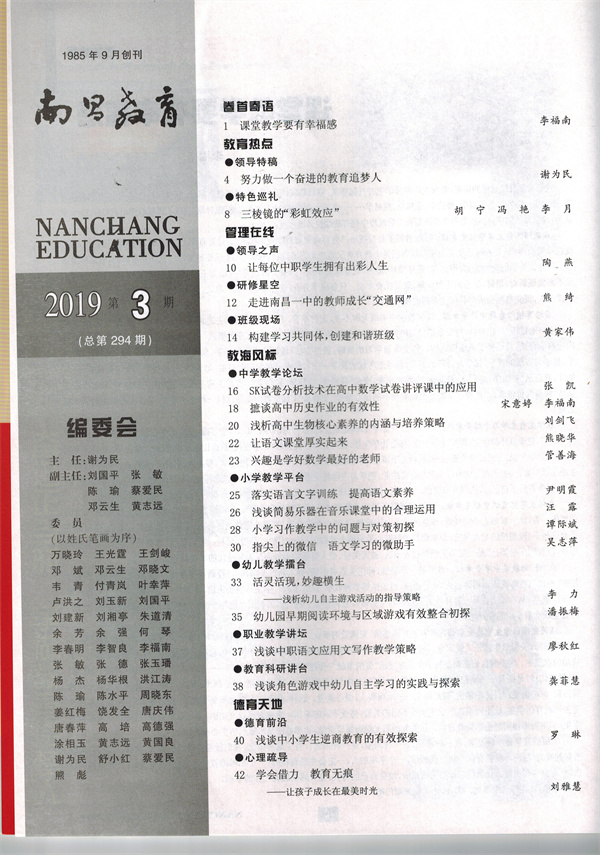 1985年9月创刊
南昌教育
NANCHANG
EDUCATION
2019 第 3 期
(总第294期)
编委会
主 任:谢为民
副主任:刘国平 张 敏
陈 瑜 蔡爱民
邓云生 黄志远
委 员
(以姓氏笔画为序)
万晓玲 王光霆 王剑峻
邓 斌 邓云生 邓晓文
韦 青 付青岚 叶幸萍
卢洪之 刘玉新 刘国平
刘建新 刘湘亭 朱道清
余 芳 余 强 何 琴
李春明 李智良 李福南
张 敏 张 德 张玉璠
杨 杰 杨华根 洪江涛
陈 瑜 陈水平 周晓东
姜红梅 饶发全 唐庆伟
唐春萍 高 培 高德强
涂相玉 黄志远 黄国良
谢为民 舒小红 蔡爱民
熊 彪
卷首寄语
1 课堂教学要有幸福感 李福南
教育热点
●领导特稿
4 努力做一个奋进的教育追梦人 谢为民
●特色巡礼
8 三棱镜的“彩虹效应” 胡 宁 冯 艳 李 月
管理在线
●领导之声
10 让每位中职学生拥有出彩人生 陶 燕
●研修星空
12 走进南昌一中的教师成长“交通网” 熊 绮
●班级现场
14 构建学习共同体,创建和谐班级 黄家伟
教海风标
●中学教学论坛
16 SK试卷分析技术在高中数学试卷讲评课中的应用 张 凯
18 摭谈高中历史作业的有效性 宋意婷 李福南
20 浅析高中生物核心素养的内涵与培养策略 刘剑飞
22 让语文课堂厚实起来 熊晓华
23 兴趣是学好数学最好的老师 管善海
●小学教学平台
25 落实语言文字训练 提高语文素养 尹明霞
26 浅谈简易乐器在音乐课堂中的合理运用 汪 露
28 小学习作教学中的问题与对策初探 谭际斌
30 指尖上的微信 语文学习的微助手 吴志萍
●幼儿教学擂台
33 活灵活现,妙趣横生
——浅析幼儿自主游戏活动的指导策略 李 力
35 幼儿园早期阅读环境与区域游戏有效整合初探 潘振梅
●职业教学讲坛
37 浅谈中职语文应用文写作教学策略 廖秋红
●教育科研讲台
38 浅谈角色游戏中幼儿自主学习的实践与探索 龚菲慧
德育天地
●德育前沿
40 浅谈中小学生逆商教育的有效探索 罗 琳
●心理疏导
42 学会借力 教育无痕
——让孩子成长在最美时光 刘雅慧